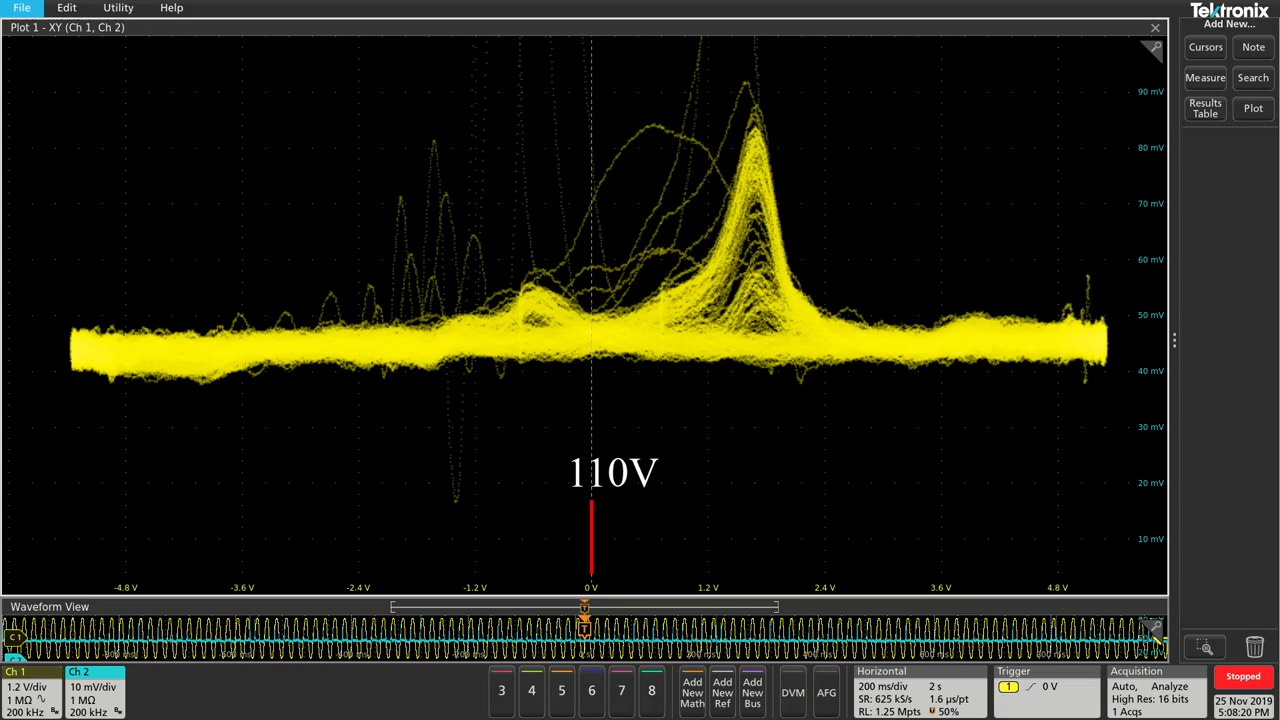 File Edit Utility Help
Tektronix
Plot 1 - XY (Ch 1, Ch 2)
Add New...
Cursors Note
Measure Search
Results Table Plot
90 mV
80 mV
70 mV
60 mV
50 mV
40 mV
30 mV
20 mV
10 mV
110V
-4.8 V -3.6 V -2.4 V -1.2 V 0 V 1.2 V 2.4 V 3.6 V 4.8 V
Waveform View
T
T
C 1
Ch 1
1.2 V/div
1 MΩ
200 kHz
Ch 2
10 mV/div
1 MΩ
200 kHz
3 4 5 6 7 8
Add New Math
Add New Ref
Add New Bus
DVM
AFG
Horizontal
200 ms/div 2 s
SR: 625 kS/s 1.6 µs/pt
RL: 1.25 Mpts 50%
Trigger
1 0 V
Acquisition
Auto, Analyze
High Res: 16 bits
1 Acqs
Stopped
25 Nov 2019
5:08:20 PM